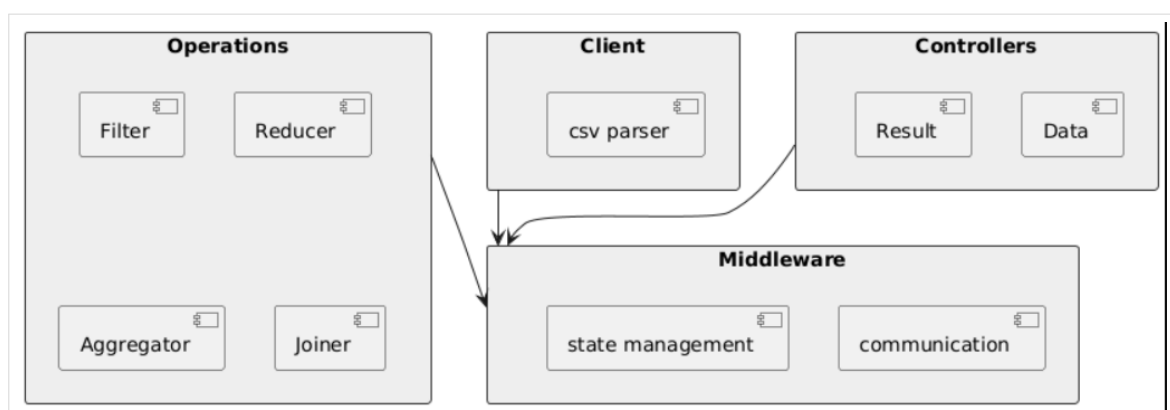 Operations
Filter
Reducer
Aggregator
Joiner
Client
csv parser
Controllers
Result
Data
Middleware
state management
communication